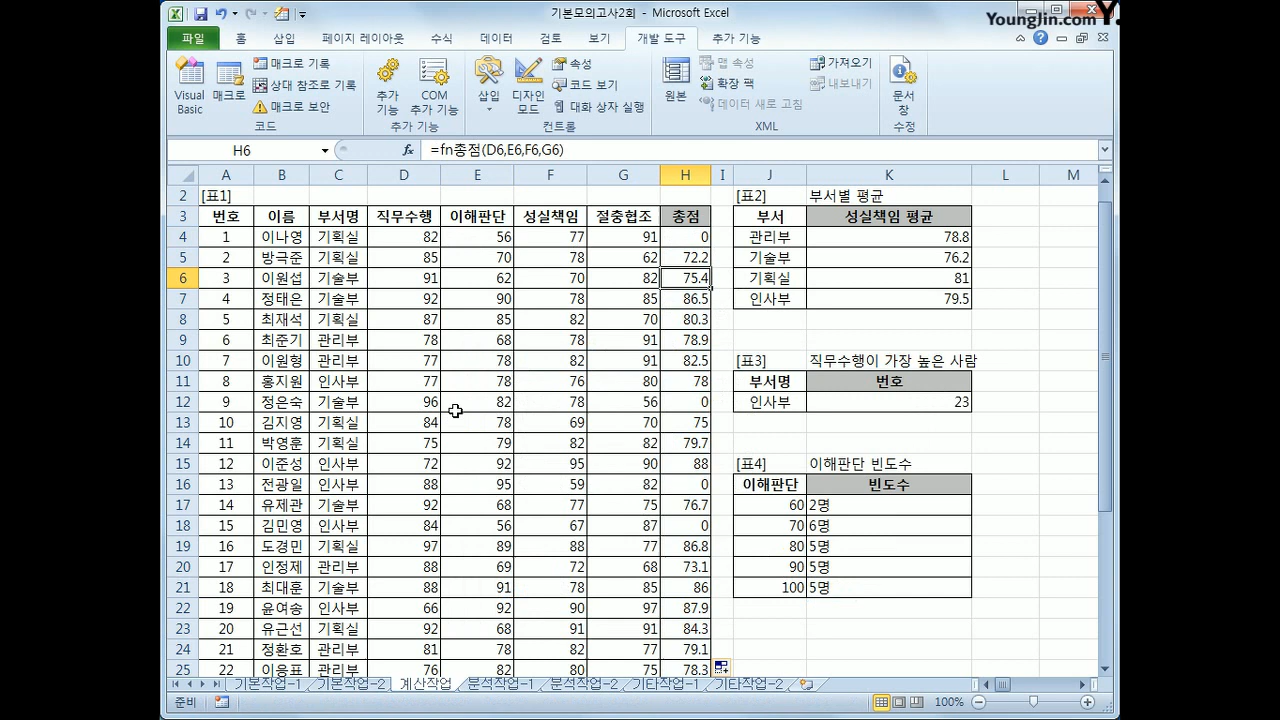 기본모의고사2회 - Microsoft Excel
YoungJin.com Y.
파일 홈 삽입 페이지 레이아웃 수식 데이터 검토 보기 개발 도구 추가 기능
Visual Basic 매크로 매크로 기록 상대 참조로 기록 매크로 보안 코드
추가 기능 COM 추가 기능 추가 기능
삽입 디자인 모드 속성 코드 보기 대화 상자 실행 컨트롤
원본 맵 속성 확장 팩 데이터 새로 고침 가져오기 내보내기 XML
문서 창 수정
H6 fx =fn총점(D6,E6,F6,G6)
A B C D E F G H I J K L M
2 [표1] [표2] 부서별 평균
3 번호 이름 부서명 직무수행 이해판단 성실책임 절충협조 총점 부서 성실책임 평균
4 1 이나영 기획실 82 56 77 91 0 관리부 78.8
5 2 방극준 기획실 85 70 78 62 72.2 기술부 76.2
6 3 이원섭 기술부 91 62 70 82 75.4 기획실 81
7 4 정태은 기술부 92 90 78 85 86.5 인사부 79.5
8 5 최재석 기획실 87 85 82 70 80.3
9 6 최준기 관리부 78 68 78 91 78.9
10 7 이원형 관리부 77 78 82 91 82.5 [표3] 직무수행이 가장 높은 사람
11 8 홍지원 인사부 77 78 76 80 78 부서명 번호
12 9 정은숙 기술부 96 82 78 56 0 인사부 23
13 10 김지영 기획실 84 78 69 70 75
14 11 박영훈 기획실 75 79 82 82 79.7
15 12 이준성 인사부 72 92 95 90 88 [표4] 이해판단 빈도수
16 13 전광일 인사부 88 95 59 82 0 이해판단 빈도수
17 14 유제관 기술부 92 68 77 75 76.7 60 2명
18 15 김민영 인사부 84 56 67 87 0 70 6명
19 16 도경민 기획실 97 89 88 77 86.8 80 5명
20 17 인정제 관리부 88 69 72 68 73.1 90 5명
21 18 최대훈 기술부 88 91 78 85 86 100 5명
22 19 윤여송 인사부 66 92 90 97 87.9
23 20 유근선 기획실 92 68 91 91 84.3
24 21 정환호 관리부 81 78 82 77 79.1
25 22 이응표 관리부 76 82 80 75 78.3
기본작업-1 기본작업-2 계산작업 분석작업-1 분석작업-2 기타작업-1 기타작업-2
준비 100%